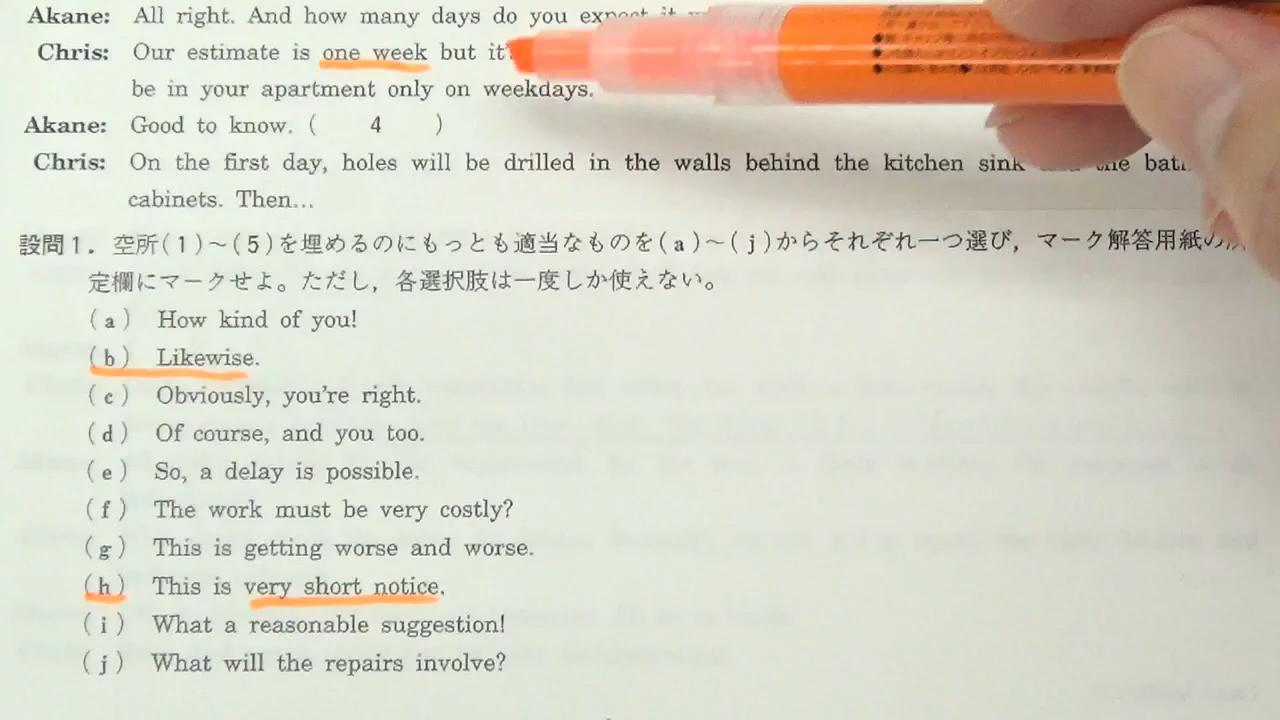 Akane: All right. And how many days do you expect it
Chris: Our estimate is one week but
be in your apartment only on weekdays.
Akane: Good to know. ( 4 )
Chris: On the first day, holes will be drilled in the walls behind the kitchen sink the
cabinets. Then...
設問1. 空所(1)～(5)を埋めるのにもっとも適当なものを(a)～(j)からそれぞれ一つ選び，マーク解答用紙の
定欄にマークせよ。ただし，各選択肢は一度しか使えない。
(a) How kind of you!
(b) Likewise.
(c) Obviously, you're right.
(d) Of course, and you too.
(e) So, a delay is possible.
(f) The work must be very costly?
(g) This is getting worse and worse.
(h) This is very short notice.
(i) What a reasonable suggestion!
(j) What will the repairs involve?